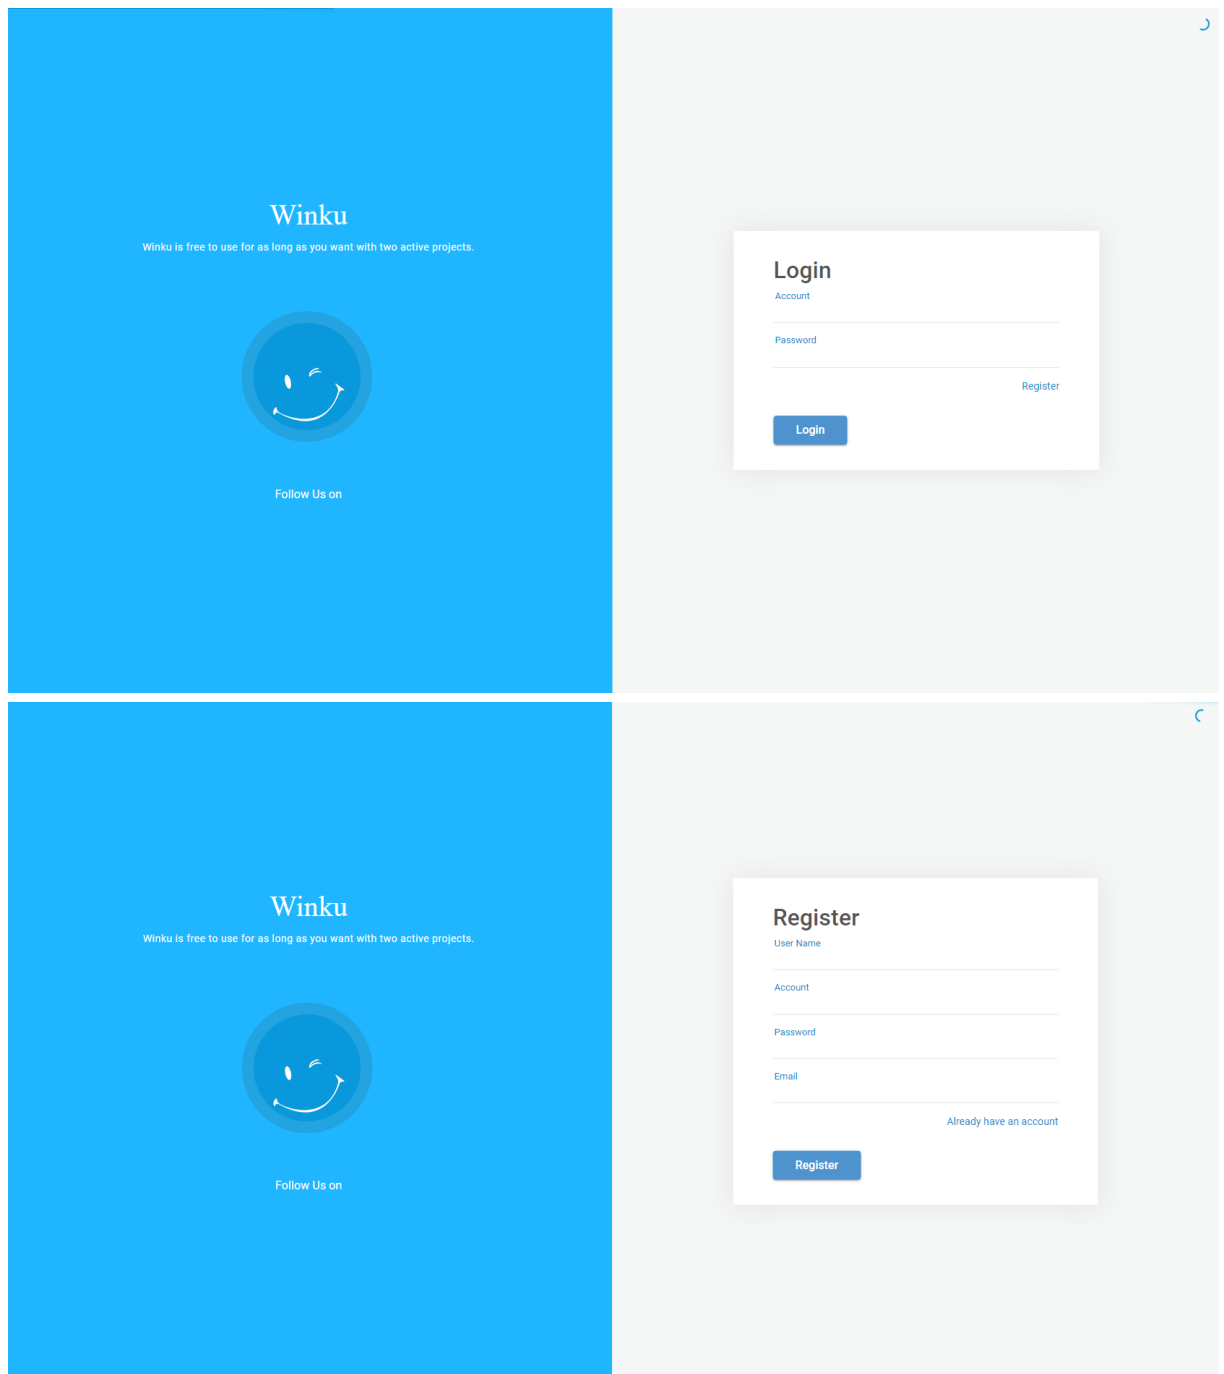 Winku
Winku is free to use for as long as you want with two active projects.
Follow Us on
Login
Account
Password
Register
Login
Winku
Winku is free to use for as long as you want with two active projects.
Follow Us on
Register
User Name
Account
Password
Email
Already have an account
Register